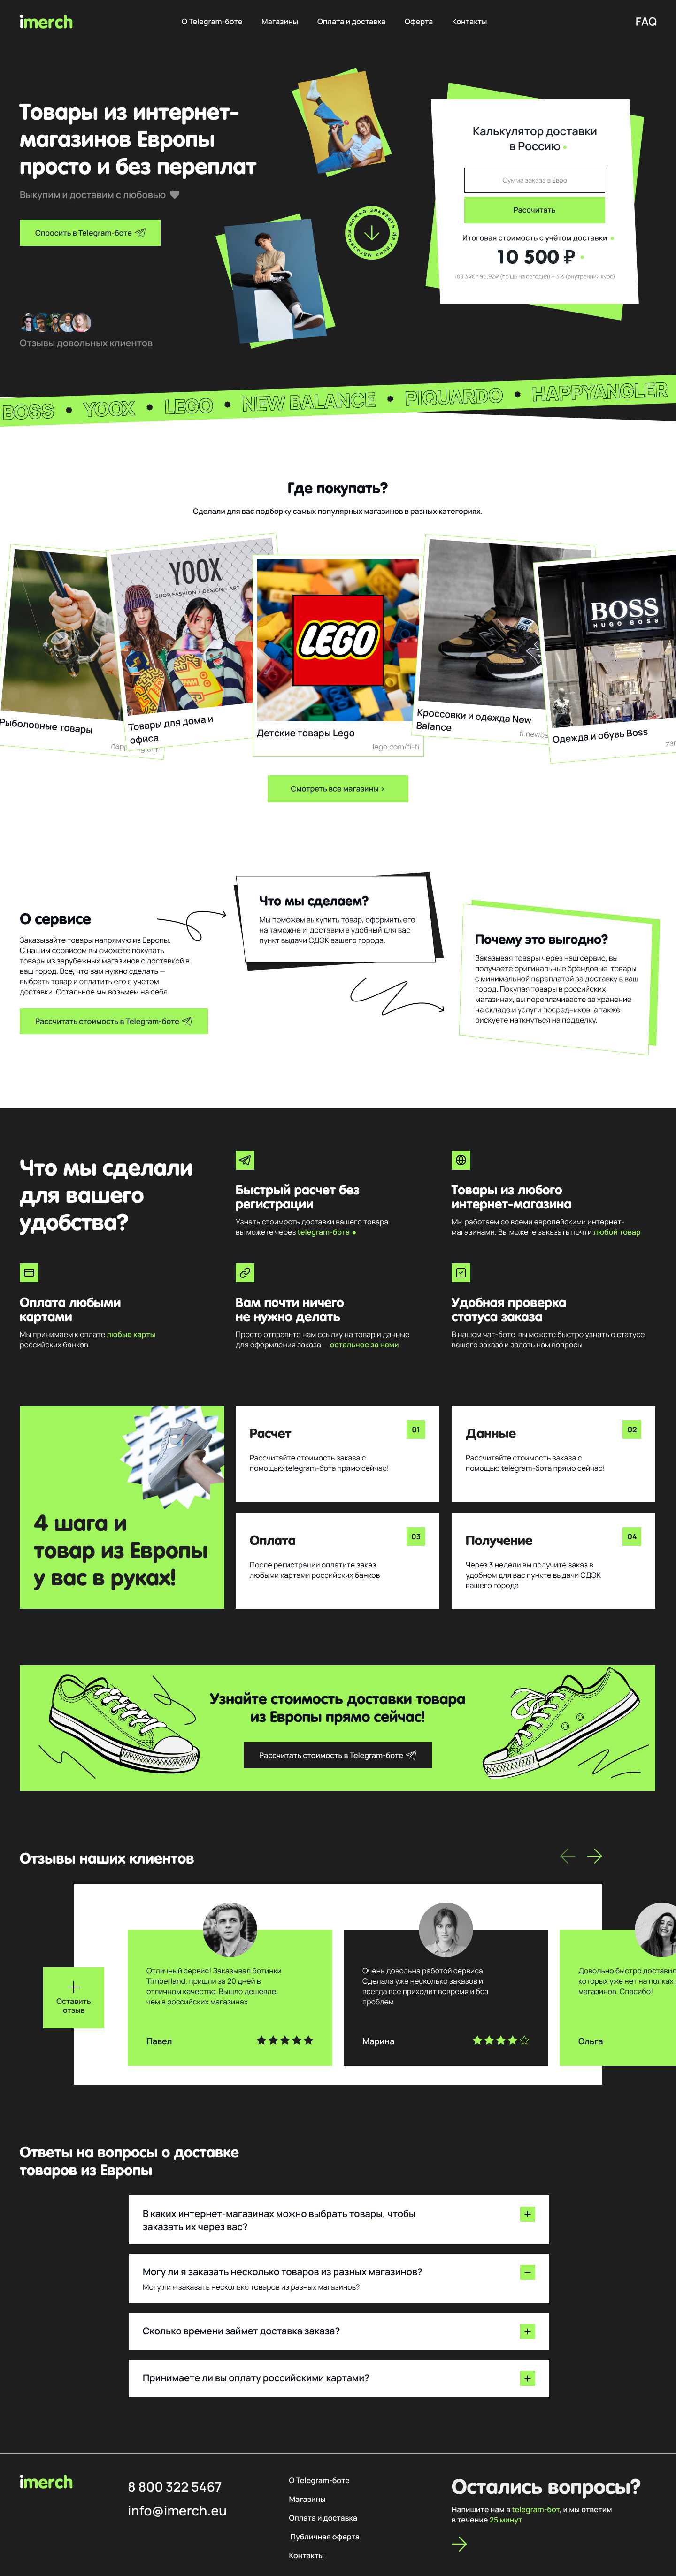 imerch
О Telegram-боте
Магазины
Оплата и доставка
Оферта
Контакты
FAQ
Товары из интернет-
магазинов Европы
просто и без переплат
Выкупим и доставим с любовью
Спросить в Telegram-боте
Отзывы довольных клиентов
Калькулятор доставки
в Россию
Сумма заказа в Евро
Рассчитать
Итоговая стоимость с учётом доставки
10 500 ₽
BOSS • YOOX • LEGO • NEW BALANCE • PIQUARDO • HAPPYANGLER
Где покупать?
Сделали для вас подборку самых популярных магазинов в разных категориях.
Рыболовные товары
YOOX
SHOP FASHION / DESIGN + ART
Товары для дома и
офиса
LEGO
Детские товары Lego
lego.com/fi-fi
Кроссовки и одежда New
Balance
BOSS
HUGO BOSS
Одежда и обувь Boss
Смотреть все магазины ›
О сервисе
Заказывайте товары напрямую из Европы.
С нашим сервисом вы сможете покупать
товары из зарубежных магазинов с доставкой в
ваш город. Все, что вам нужно сделать —
выбрать товар и оплатить его с учетом
доставки. Остальное мы возьмем на себя.
Рассчитать стоимость в Telegram-боте
Что мы сделаем?
Мы поможем выкупить товар, оформить его
на таможне и доставим в удобный для вас
пункт выдачи СДЭК вашего города.
Почему это выгодно?
Заказывая товары через наш сервис, вы
получаете оригинальные брендовые товары
с минимальной переплатой за доставку в ваш
город. Покупая товары в российских
магазинах, вы переплачиваете за хранение
на складе и услуги посредников, а также
рискуете наткнуться на подделку.
Что мы сделали
для вашего
удобства?
Быстрый расчет без
регистрации
Узнать стоимость доставки вашего товара
вы можете через telegram-бота
Товары из любого
интернет-магазина
Мы работаем со всеми европейскими интернет-
магазинами. Вы можете заказать почти любой товар
Оплата любыми
картами
Мы принимаем к оплате любые карты
российских банков
Вам почти ничего
не нужно делать
Просто отправьте нам ссылку на товар и данные
для оформления заказа — остальное за нами
Удобная проверка
статуса заказа
В нашем чат-боте вы можете быстро узнать о статусе
вашего заказа и задать нам вопросы
4 шага и
товар из Европы
у вас в руках!
Расчет
01
Рассчитайте стоимость заказа с
помощью telegram-бота прямо сейчас!
Данные
02
Рассчитайте стоимость заказа с
помощью telegram-бота прямо сейчас!
Оплата
03
После регистрации оплатите заказ
любыми картами российских банков
Получение
04
Через 3 недели вы получите заказ в
удобном для вас пункте выдачи СДЭК
вашего города
Узнайте стоимость доставки товара
из Европы прямо сейчас!
Рассчитать стоимость в Telegram-боте
Отзывы наших клиентов
Оставить
отзыв
Отличный сервис! Заказывал ботинки
Timberland, пришли за 20 дней в
отличном качестве. Вышло дешевле,
чем в российских магазинах
Павел
Очень довольна работой сервиса!
Сделала уже несколько заказов и
всегда все приходит вовремя и без
проблем
Марина
Довольно быстро доставил
которых уже нет на полках
магазинов. Спасибо!
Ольга
Ответы на вопросы о доставке
товаров из Европы
В каких интернет-магазинах можно выбрать товары, чтобы
заказать их через вас?
Могу ли я заказать несколько товаров из разных магазинов?
Могу ли я заказать несколько товаров из разных магазинов?
Сколько времени займет доставка заказа?
Принимаете ли вы оплату российскими картами?
imerch
8 800 322 5467
info@imerch.eu
О Telegram-боте
Магазины
Оплата и доставка
Публичная оферта
Контакты
Остались вопросы?
Напишите нам в telegram-бот, и мы ответим
в течение 25 минут